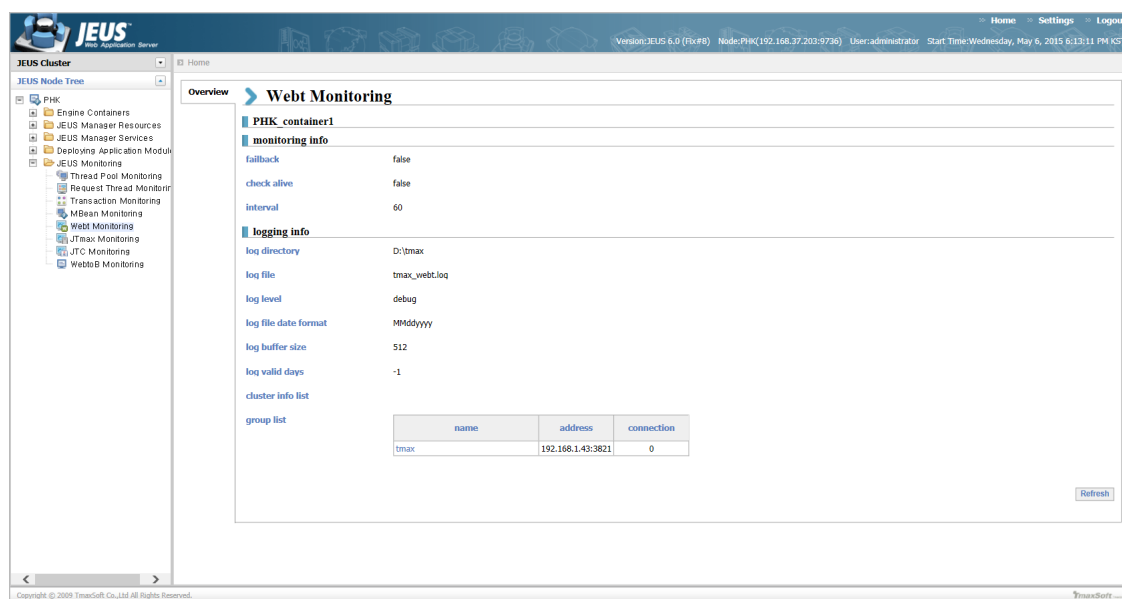 Home Settings Logou
JEUS
Web Application Server
Version:JEUS 6.0 (Fix#8) Node:PHK(192.168.37.203:9736) User:administrator Start Time:Wednesday, May 6, 2015 6:13:11 PM KS
JEUS Cluster
Home
JEUS Node Tree
PHK
Engine Containers
JEUS Manager Resources
JEUS Manager Services
Deploying Application Modul
JEUS Monitoring
Thread Pool Monitoring
Request Thread Monitorin
Transaction Monitoring
MBean Monitoring
Webt Monitoring
JTmax Monitoring
JTC Monitoring
WebtoB Monitoring
Overview
Webt Monitoring
PHK_container1
monitoring info
failback false
check alive false
interval 60
logging info
log directory D:\tmax
log file tmax_webt.log
log level debug
log file date format MMddyyyy
log buffer size 512
log valid days -1
cluster info list
group list
name address connection
tmax 192.168.1.43:3821 0
Refresh
Copyright © 2009 TmaxSoft Co.,Ltd All Rights Reserved.
TmaxSoft